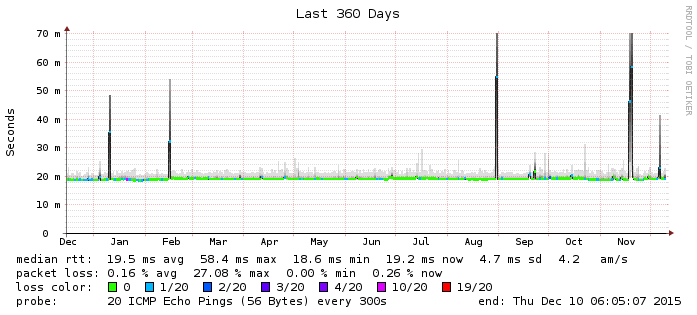 Last 360 Days
RRDTOOL / TOBI OETIKER
Seconds
70 m
60 m
50 m
40 m
30 m
20 m
10 m
0
Dec Jan Feb Mar Apr May Jun Jul Aug Sep Oct Nov
median rtt: 19.5 ms avg 58.4 ms max 18.6 ms min 19.2 ms now 4.7 ms sd 4.2 am/s
packet loss: 0.16 % avg 27.08 % max 0.00 % min 0.26 % now
loss color: 0 1/20 2/20 3/20 4/20 10/20 19/20
probe: 20 ICMP Echo Pings (56 Bytes) every 300s end: Thu Dec 10 06:05:07 2015